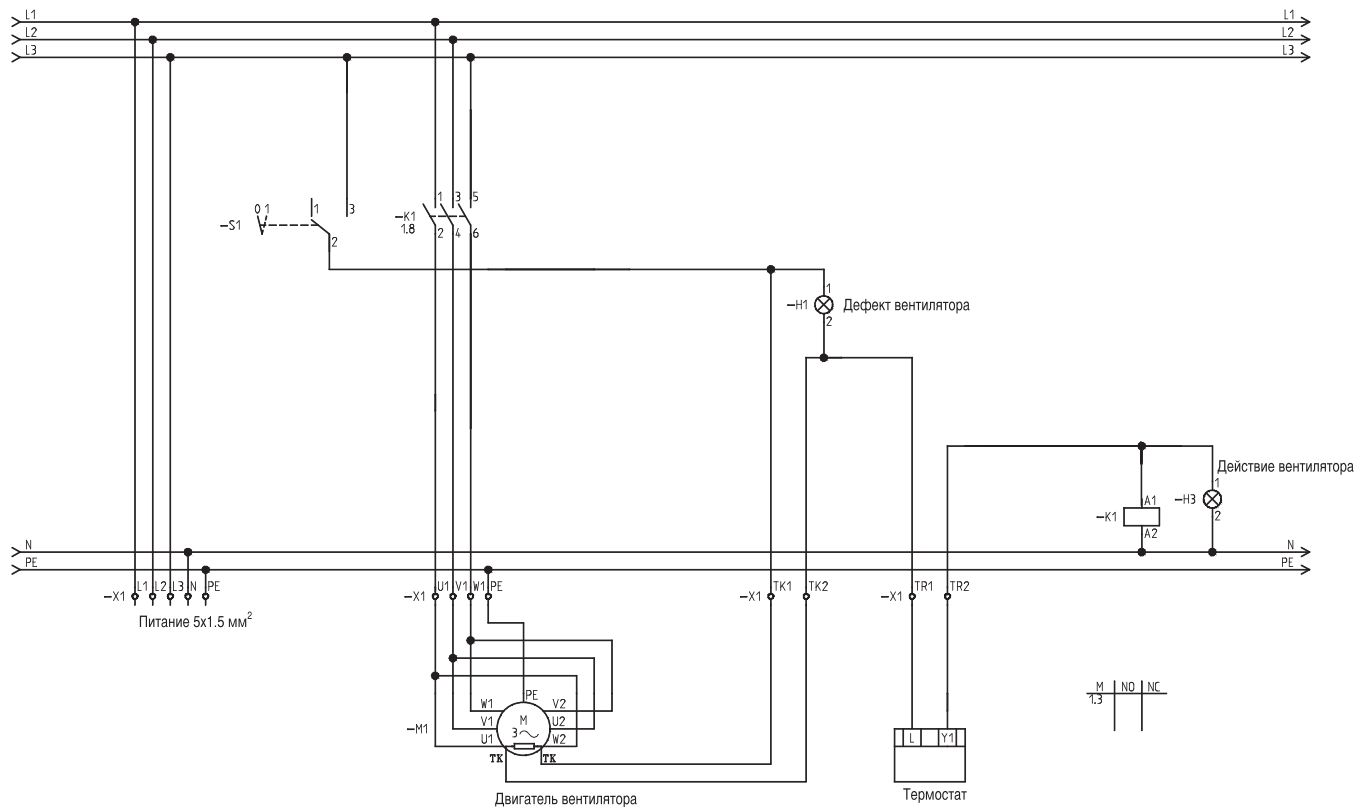 L1 L1
L2 L2
L3 L3
1 3 5
0 1 1 3
-K1
1.8
-S1
2 2 4 6
1
-H1 Дефект вентилятора
2
Действие вентилятора
1
A1 -H3
-K1 2
A2
N N
PE PE
L1 L2 L3 N PE U1 V1 W1 PE TK1 TK2 TR1 TR2
-X1 -X1 -X1 -X1
Питание 5x1.5 мм²
PE
M NO NC
1.3
W1 V2
V1 M U2
-M1 3~
U1 W2
TK TK
L Y1
Термостат
Двигатель вентилятора